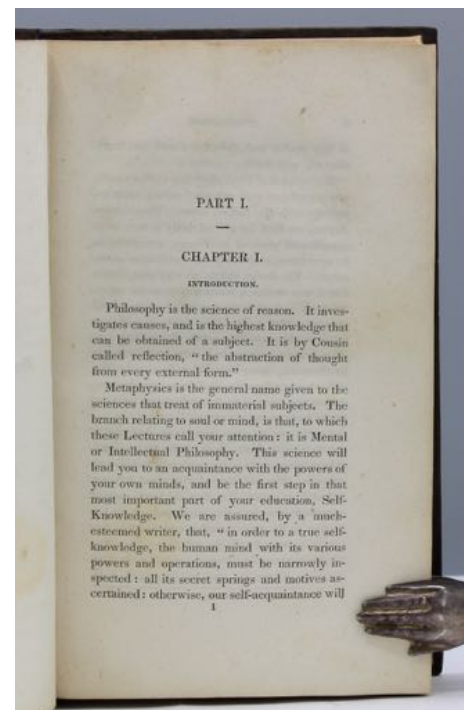 PART I.
CHAPTER I.
INTRODUCTION.
Philosophy is the science of reason. It inves-
tigates causes, and is the highest knowledge that
can be obtained of a subject. It is by Cousin
called reflection, “ the abstraction of thought
from every external form.”
Metaphysics is the general name given to the
sciences that treat of immaterial subjects. The
branch relating to soul or mind, is that, to which
these Lectures call your attention: it is Mental
or Intellectual Philosophy. This science will
lead you to an acquaintance with the powers of
your own minds, and be the first step in that
most important part of your education, Self-
Knowledge. We are assured, by a much-
esteemed writer, that, “ in order to a true self-
knowledge, the human mind with its various
powers and operations, must be narrowly in-
spected : all its secret springs and motives as-
certained: otherwise, our self-acquaintance will
1